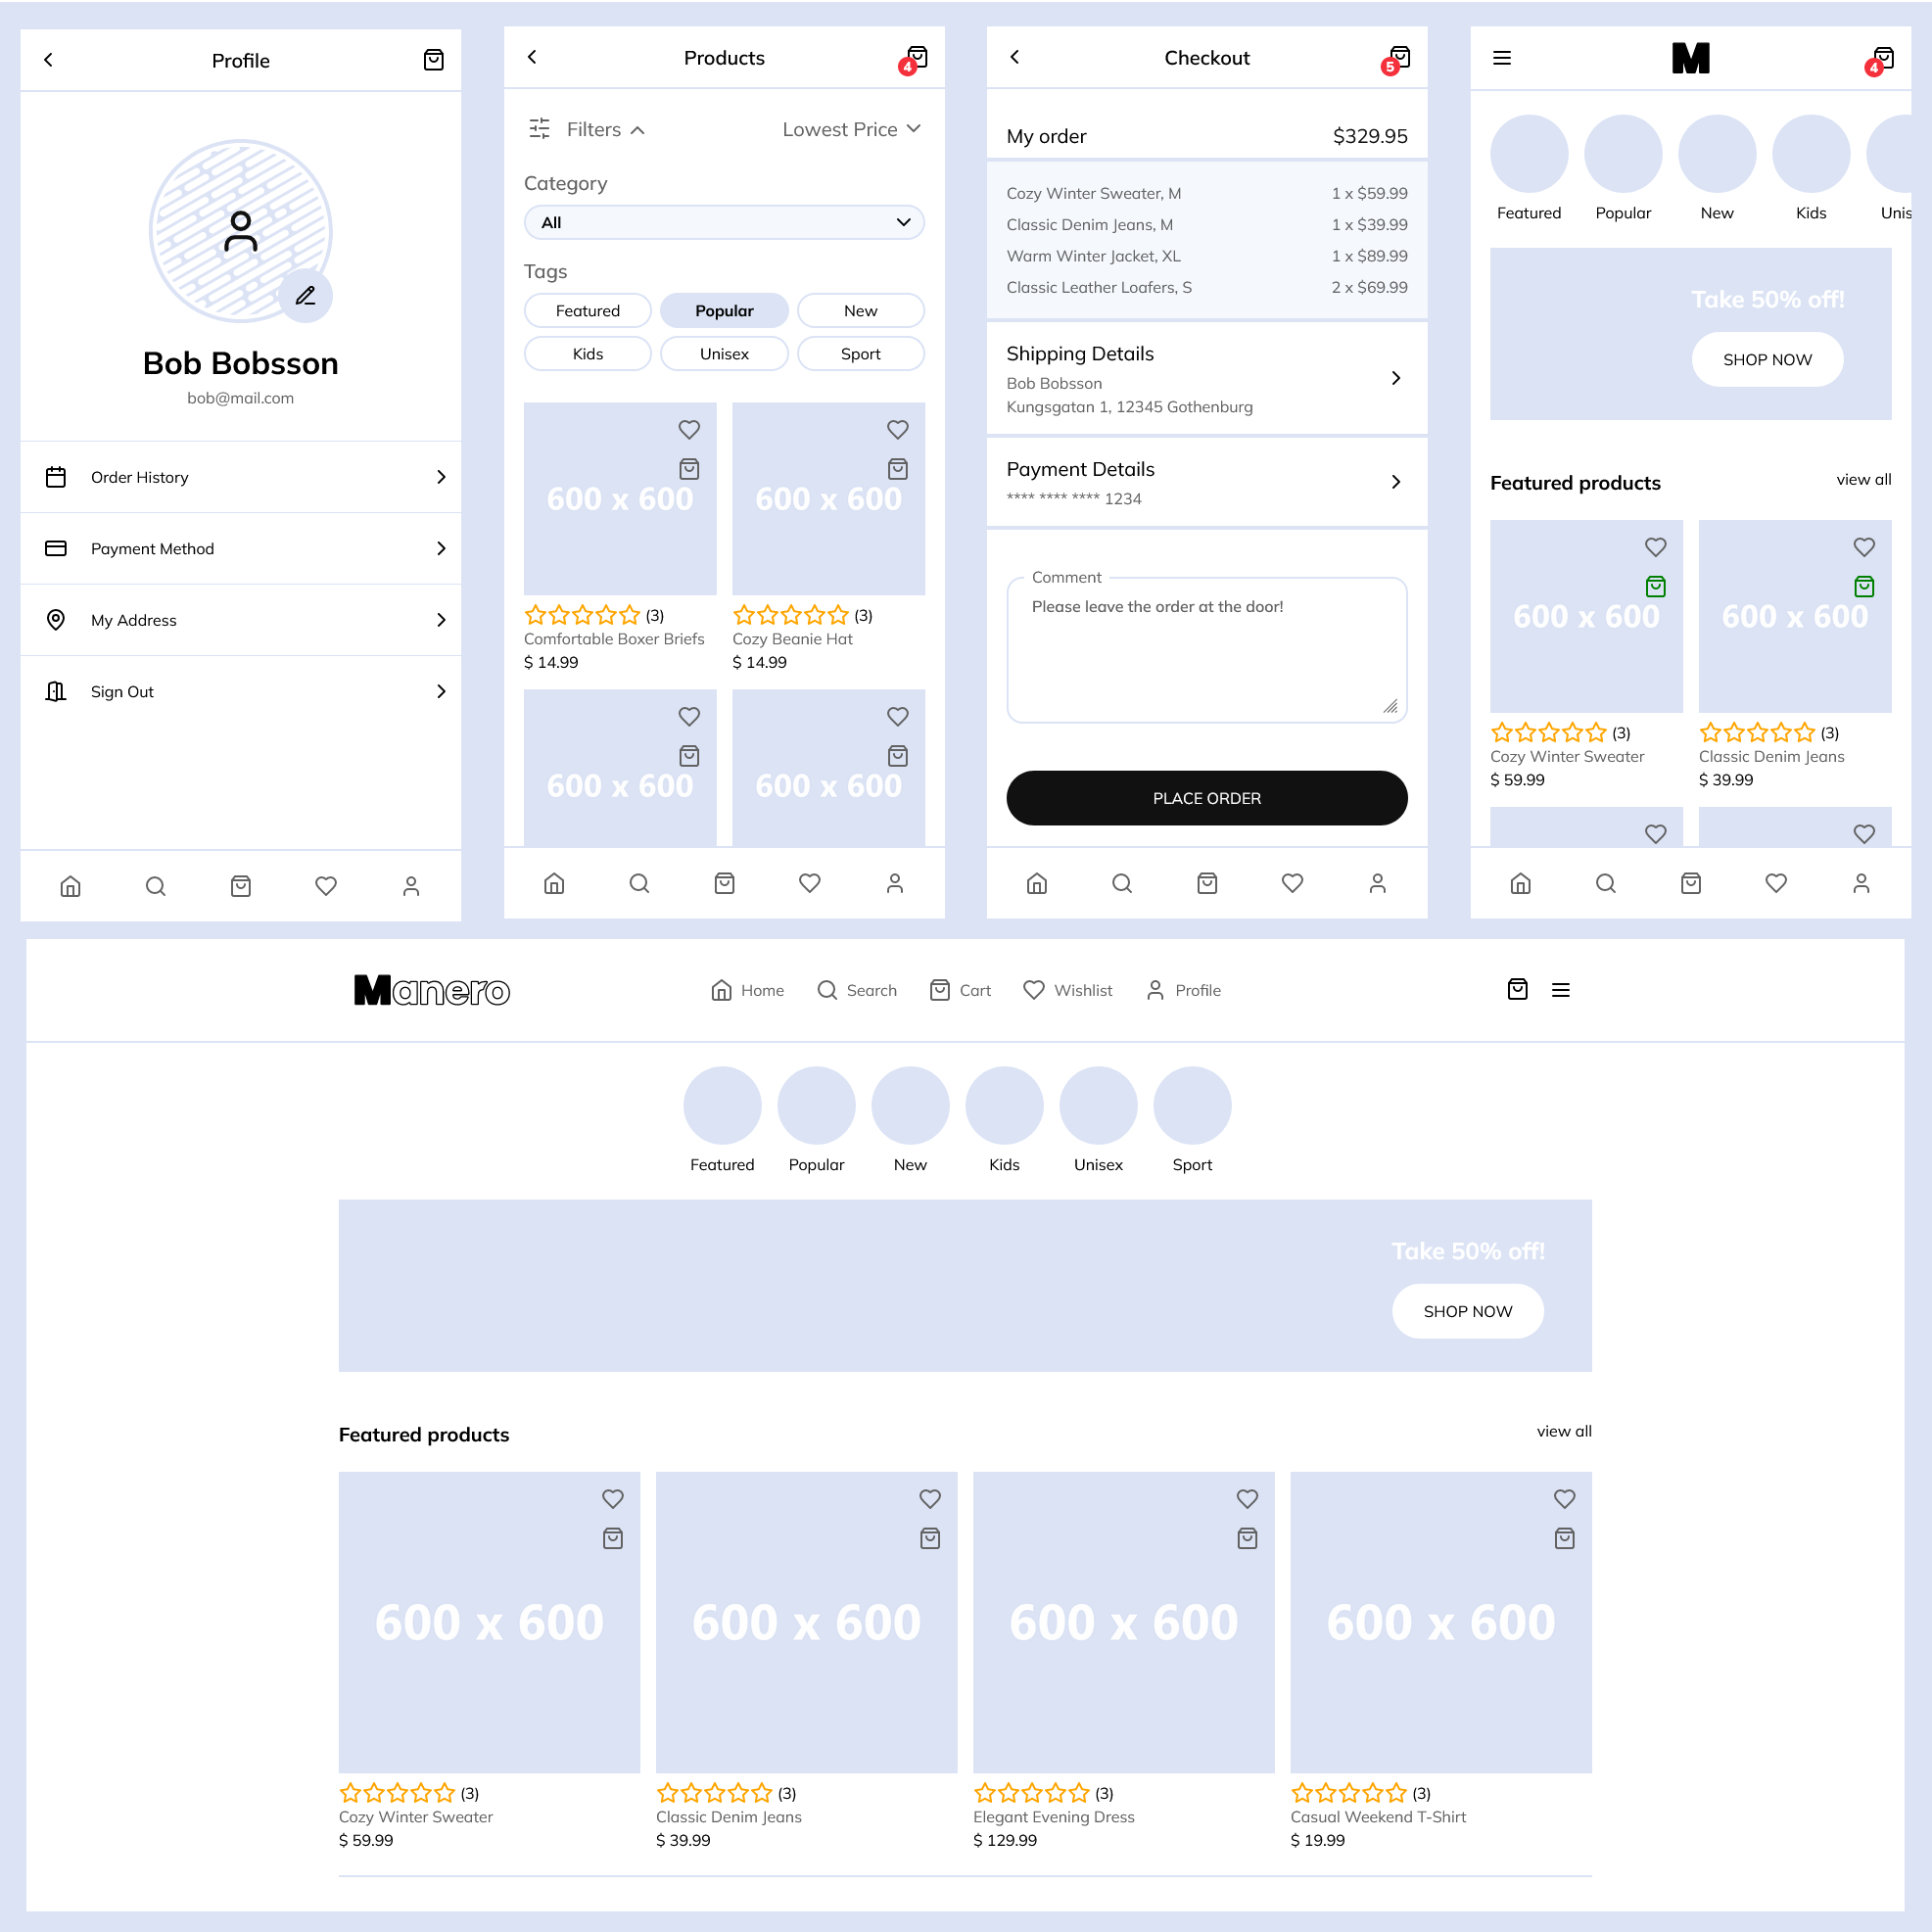 Profile
Bob Bobsson
bob@mail.com
Order History
Payment Method
My Address
Sign Out
Products
4
Filters
Lowest Price
Category
All
Tags
Featured Popular New
Kids Unisex Sport
600 x 600 600 x 600
(3) (3)
Comfortable Boxer Briefs Cozy Beanie Hat
$ 14.99 $ 14.99
600 x 600 600 x 600
Checkout
5
My order $329.95
Cozy Winter Sweater, M 1 x $59.99
Classic Denim Jeans, M 1 x $39.99
Warm Winter Jacket, XL 1 x $89.99
Classic Leather Loafers, S 2 x $69.99
Shipping Details
Bob Bobsson
Kungsgatan 1, 12345 Gothenburg
Payment Details
**** **** **** 1234
Comment
Please leave the order at the door!
PLACE ORDER
M
4
Featured Popular New Kids Unis
Take 50% off!
SHOP NOW
Featured products view all
600 x 600 600 x 600
(3) (3)
Cozy Winter Sweater Classic Denim Jeans
$ 59.99 $ 39.99
Manero
Home Search Cart Wishlist Profile
Featured Popular New Kids Unisex Sport
Take 50% off!
SHOP NOW
Featured products view all
600 x 600 600 x 600 600 x 600 600 x 600
(3) (3) (3) (3)
Cozy Winter Sweater Classic Denim Jeans Elegant Evening Dress Casual Weekend T-Shirt
$ 59.99 $ 39.99 $ 129.99 $ 19.99